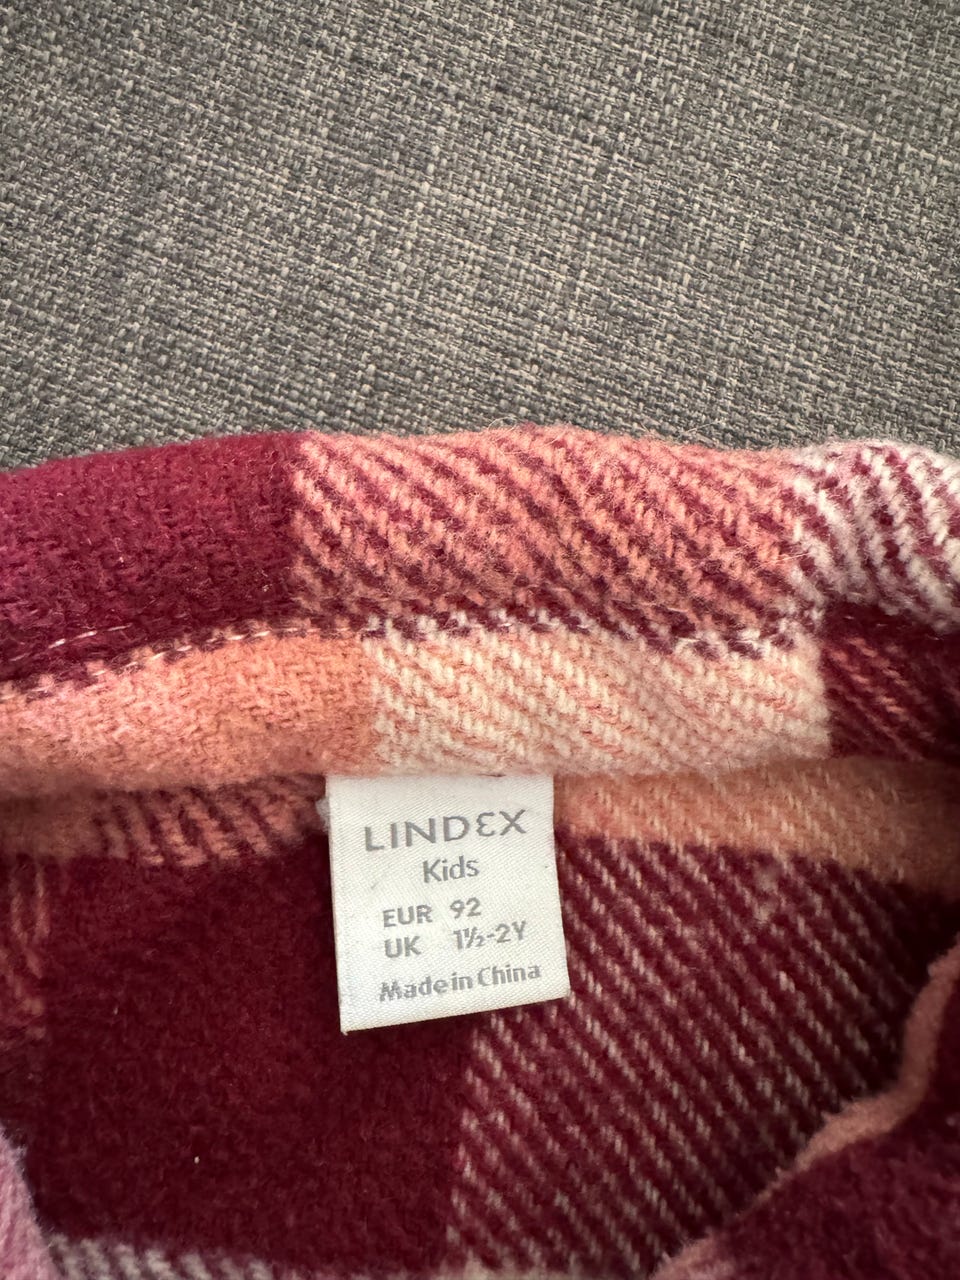 LINDEX
Kids
EUR 92
UK 1½-2Y
Made in China